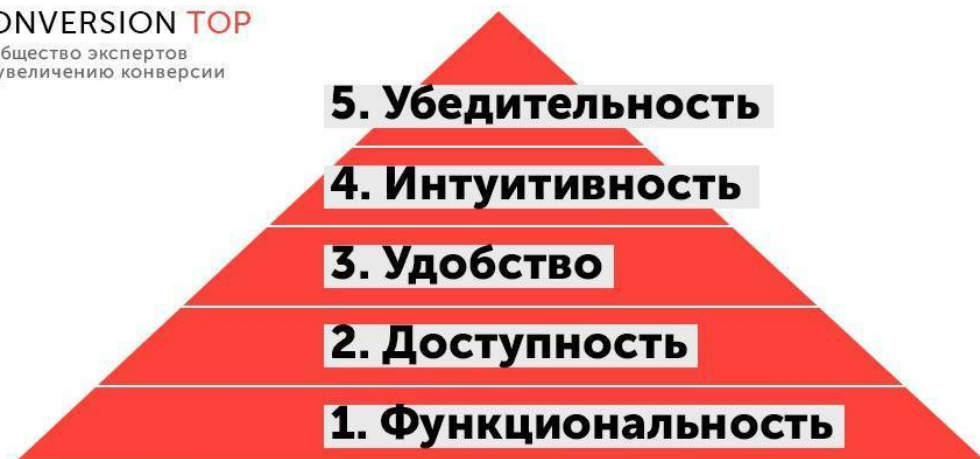 ONVERSION TOP
бщество экспертов
увеличению конверсии
5. Убедительность
4. Интуитивность
3. Удобство
2. Доступность
1. Функциональность